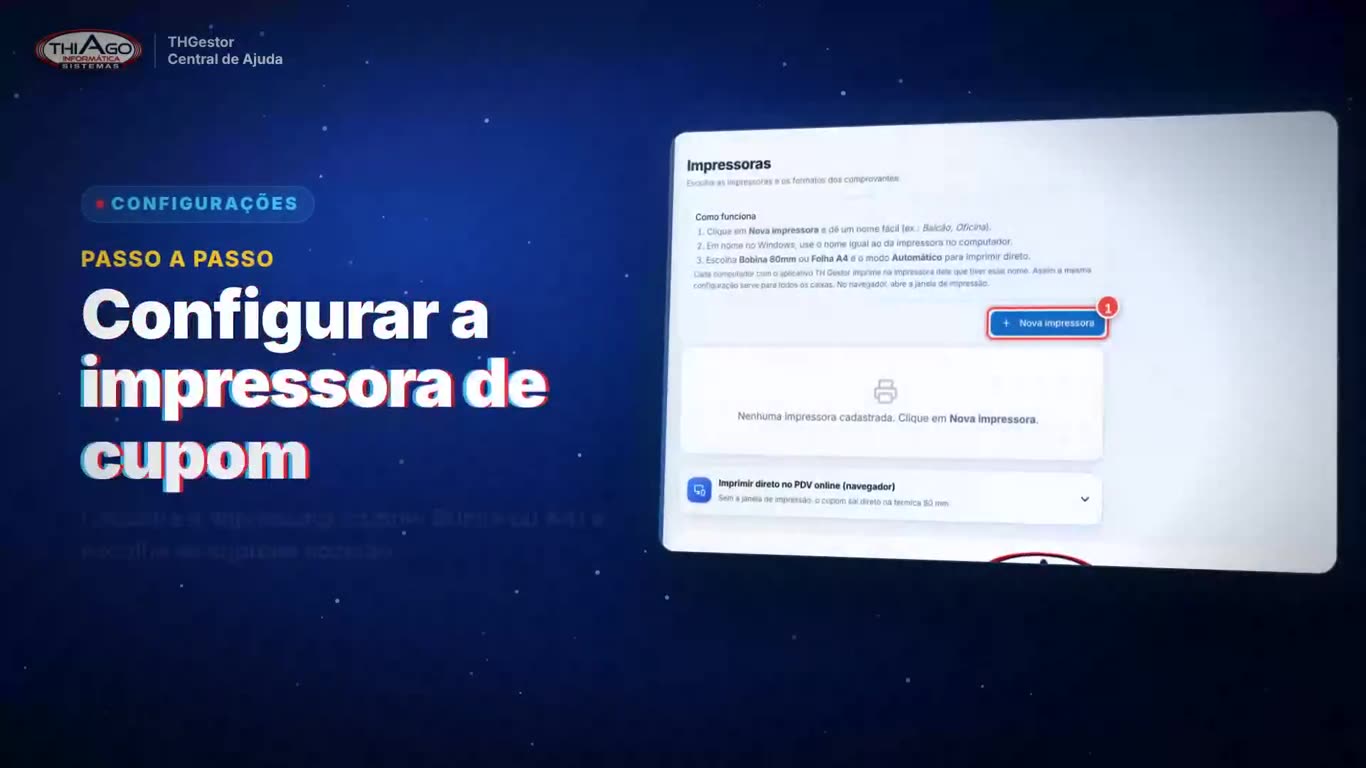 THIAGO
INFORMÁTICA
SISTEMAS
THGestor
Central de Ajuda
CONFIGURAÇÕES
PASSO A PASSO
Configurar a
impressora de
cupom
Impressoras
Escolha as impressoras e os formatos dos comprovantes.
Como funciona
1. Clique em Nova impressora e dê um nome fácil (ex.: Balcão, Oficina).
2. Em nome no Windows, use o nome igual ao da impressora no computador.
3. Escolha Bobina 80mm ou Folha A4 e o modo Automático para imprimir direto.
Cada computador com o aplicativo TH Gestor imprime na impressora dele que tiver esse nome. Assim a mesma
configuração serve para todos os caixas. No navegador, abre a janela de impressão.
1
+ Nova impressora
Nenhuma impressora cadastrada. Clique em Nova impressora.
Imprimir direto no PDV online (navegador)
Sem a janela de impressão: o cupom sai direto na térmica 80 mm